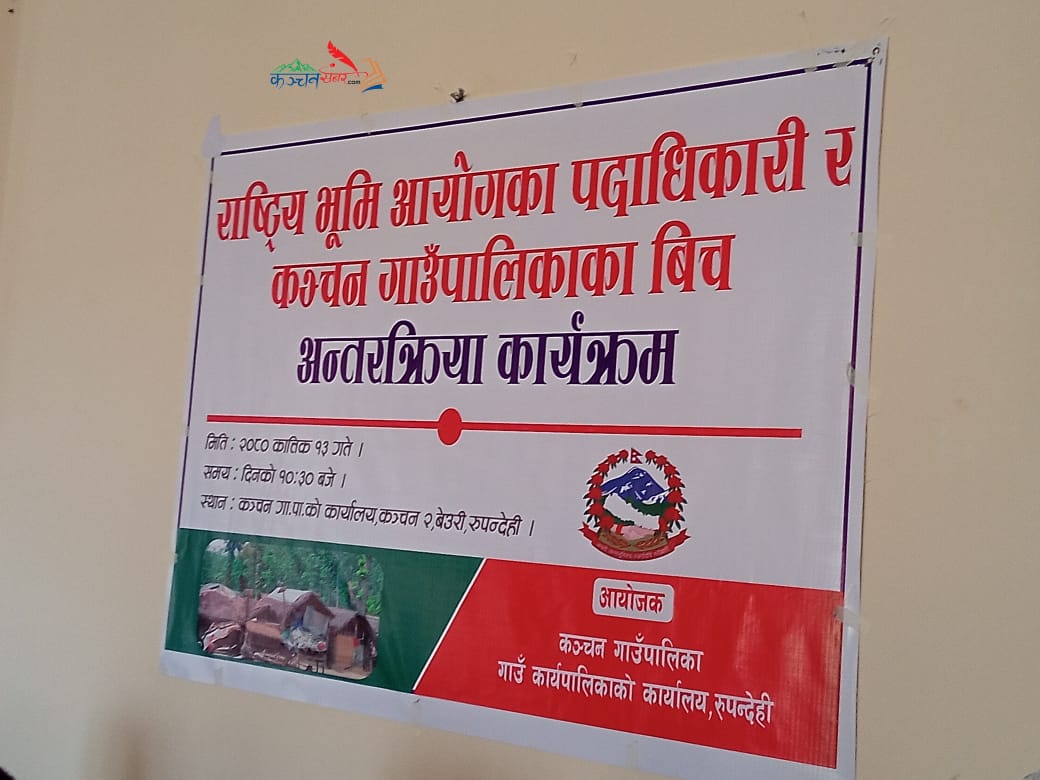 कञ्चनखबर.com
राष्ट्रिय भूमि आयोगका पदाधिकारी र
कञ्चन गाउँपालिकाका बिच
अन्तरक्रिया कार्यक्रम
मिति : २०८० कात्तिक १३ गते ।
समय : दिनको १०:३० बजे ।
स्थान : कञ्चन गा.पा.को कार्यालय,कञ्चन २,बेउरी,रुपन्देही ।
आयोजक
कञ्चन गाउँपालिका
गाउँ कार्यपालिकाको कार्यालय,रुपन्देही